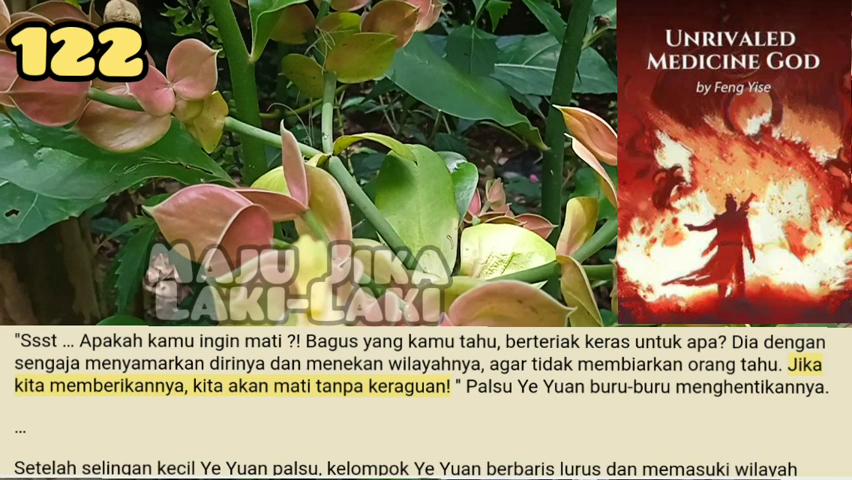 122
UNRIVALED
MEDICINE GOD
by Feng Yise
MAJU JIKA
LAKI-LAKI
"Ssst ... Apakah kamu ingin mati ?! Bagus yang kamu tahu, berteriak keras untuk apa? Dia dengan
sengaja menyamarkan dirinya dan menekan wilayahnya, agar tidak membiarkan orang tahu. Jika
kita memberikannya, kita akan mati tanpa keraguan! " Palsu Ye Yuan buru-buru menghentikannya.
...
Setelah selingan kecil Ye Yuan palsu, kelompok Ye Yuan berbaris lurus dan memasuki wilayah